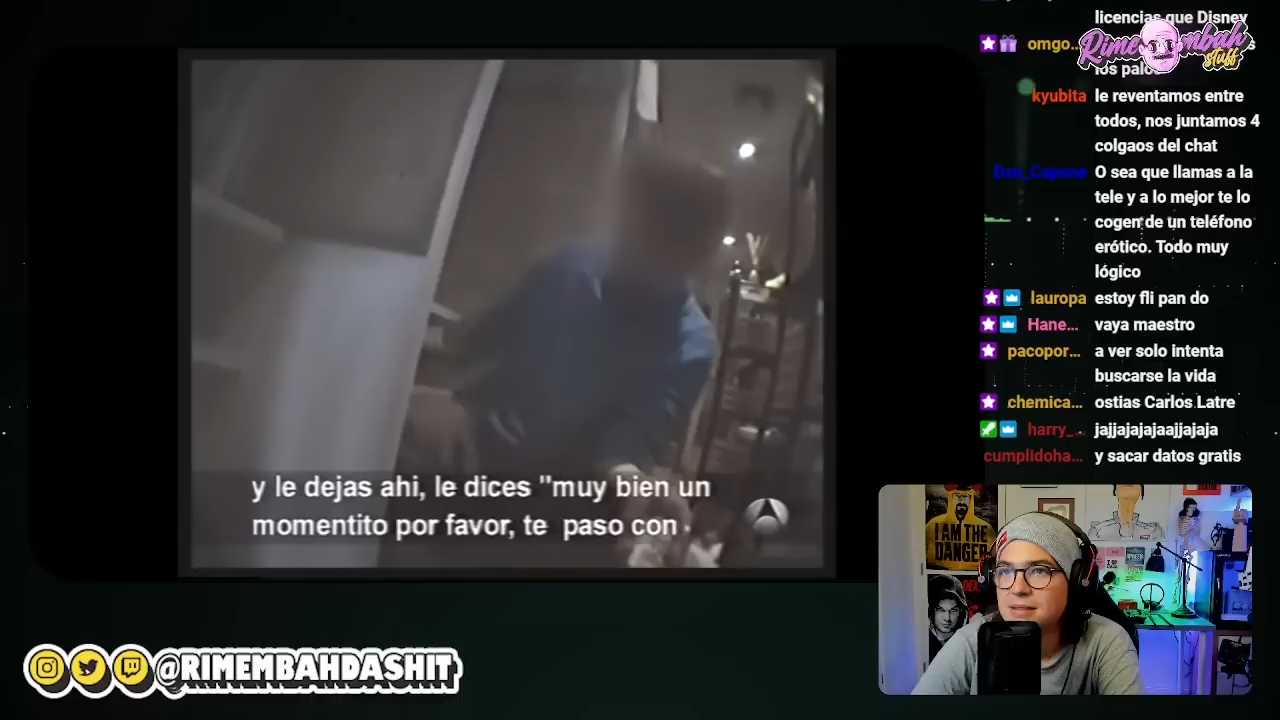 licencias que Disney
omgo...
los palo
Rimembah
stuff
kyubita le reventamos entre
todos, nos juntamos 4
colgaos del chat
Dan_Capone O sea que llamas a la
tele y a lo mejor te lo
cogen de un teléfono
erótico. Todo muy
lógico
lauropa estoy fli pan do
Hane... vaya maestro
pacopor... a ver solo intenta
buscarse la vida
chemica... ostias Carlos Latre
harry_... jajjajajaajjajaja
cumplidoha... y sacar datos gratis
y le dejas ahi, le dices "muy bien un
momentito por favor, te paso con
I AM THE
DANGER
@RIMEMBAHDASHIT